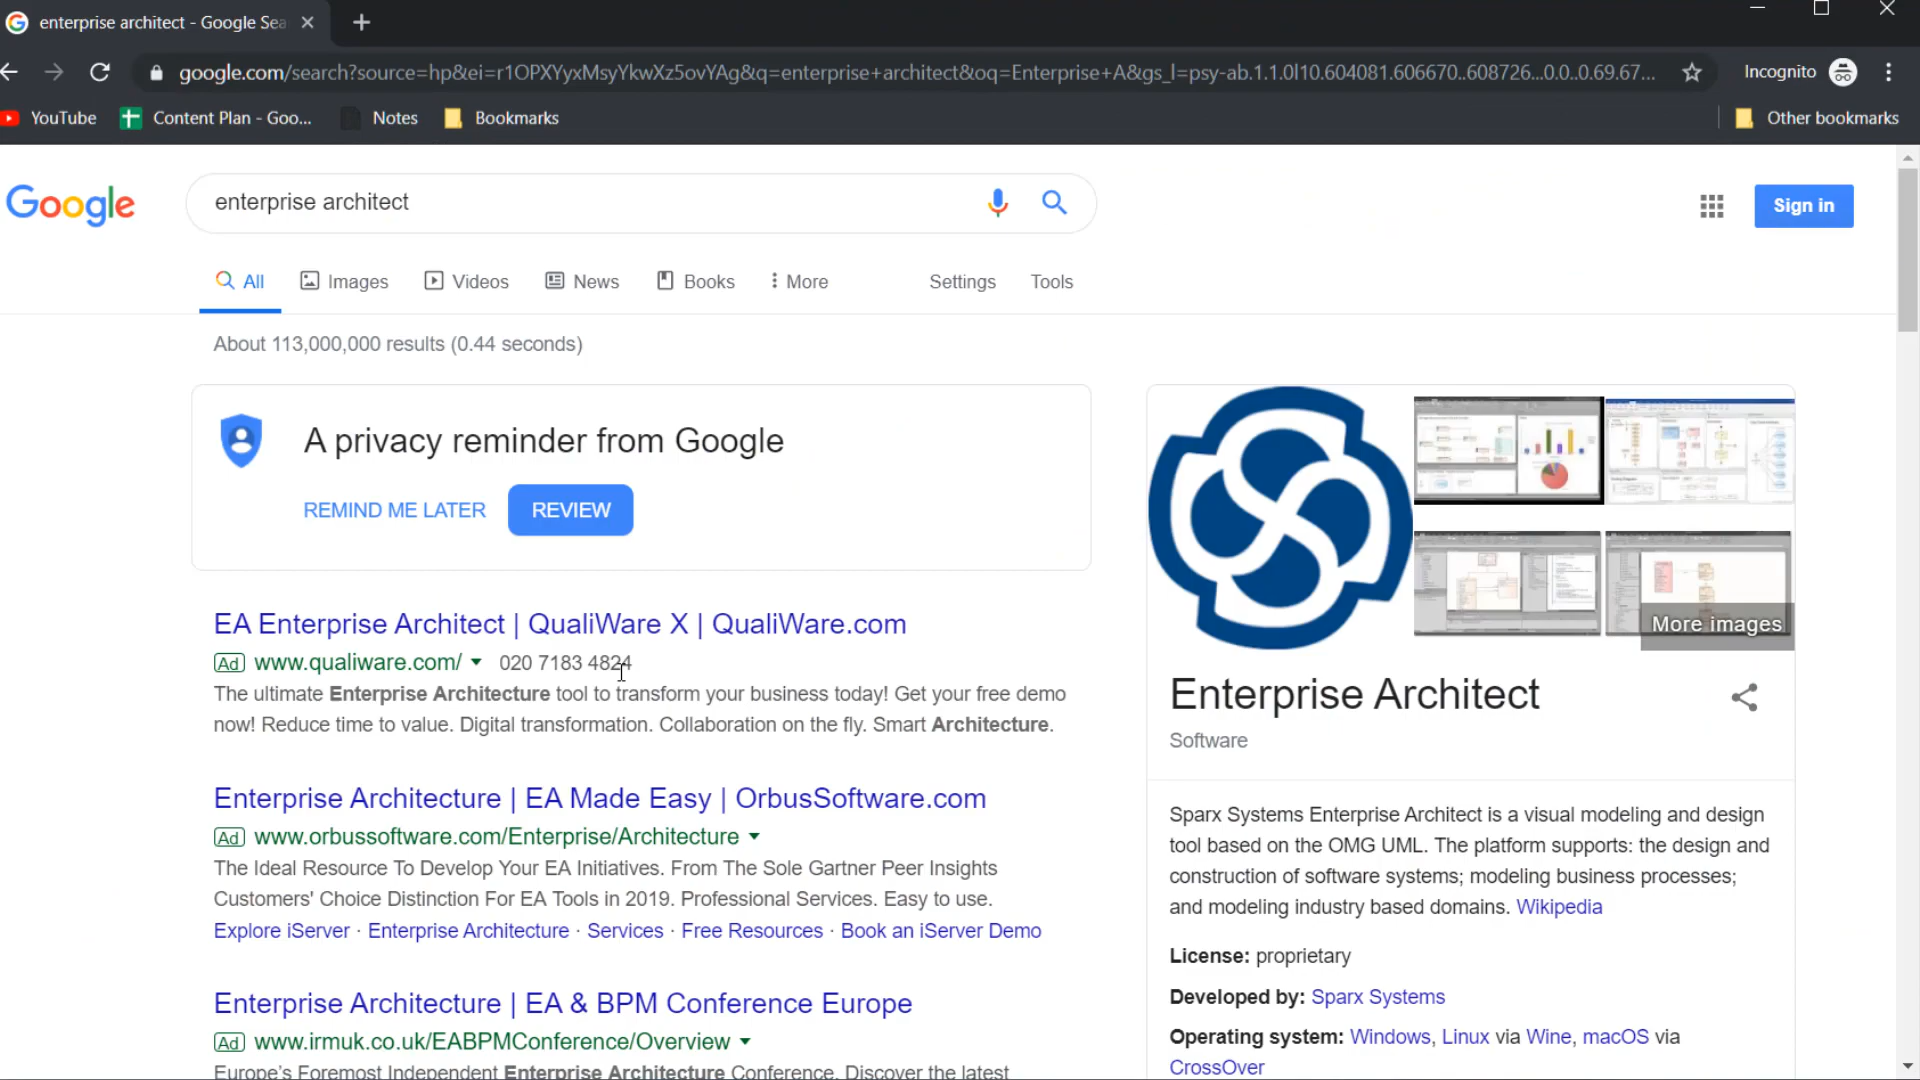 enterprise architect - Google Sea
google.com/search?source=hp&ei=r1OPXYyxMsyYkwXz5ovYAg&q=enterprise+architect&oq=Enterprise+A&gs_l=psy-ab.1.1.0l10.604081.606670..608726...0.0..0.69.67...
Incognito
YouTube
Content Plan - Goo...
Notes
Bookmarks
Other bookmarks
Google
enterprise architect
Sign in
All
Images
Videos
News
Books
More
Settings
Tools
About 113,000,000 results (0.44 seconds)
A privacy reminder from Google
REMIND ME LATER
REVIEW
EA Enterprise Architect | QualiWare X | QualiWare.com
Ad www.qualiware.com/ 020 7183 4824
The ultimate Enterprise Architecture tool to transform your business today! Get your free demo
now! Reduce time to value. Digital transformation. Collaboration on the fly. Smart Architecture.
Enterprise Architecture | EA Made Easy | OrbusSoftware.com
Ad www.orbussoftware.com/Enterprise/Architecture
The Ideal Resource To Develop Your EA Initiatives. From The Sole Gartner Peer Insights
Customers' Choice Distinction For EA Tools in 2019. Professional Services. Easy to use.
Explore iServer · Enterprise Architecture · Services · Free Resources · Book an iServer Demo
Enterprise Architecture | EA & BPM Conference Europe
Ad www.irmuk.co.uk/EABPMConference/Overview
Europe's Foremost Independent Enterprise Architecture Conference. Discover the latest
More images
Enterprise Architect
Software
Sparx Systems Enterprise Architect is a visual modeling and design
tool based on the OMG UML. The platform supports: the design and
construction of software systems; modeling business processes;
and modeling industry based domains. Wikipedia
License: proprietary
Developed by: Sparx Systems
Operating system: Windows, Linux via Wine, macOS via
CrossOver